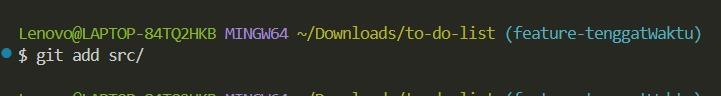 Lenovo@LAPTOP-84TQ2HKB MINGW64 ~/Downloads/to-do-list (feature-tenggatWaktu)
$ git add src/